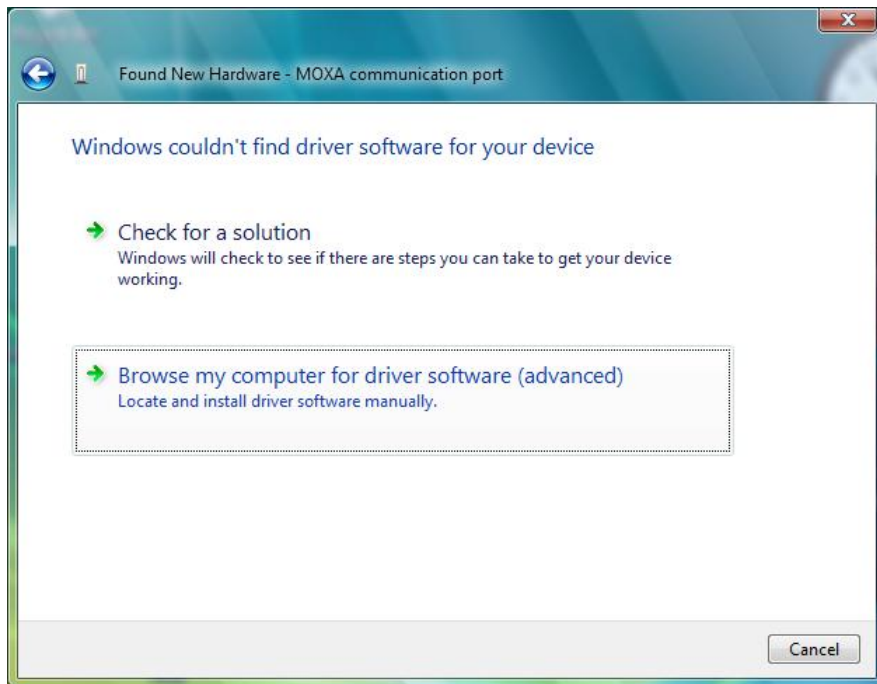 Found New Hardware - MOXA communication port
Windows couldn't find driver software for your device
Check for a solution
Windows will check to see if there are steps you can take to get your device
working.
Browse my computer for driver software (advanced)
Locate and install driver software manually.
Cancel